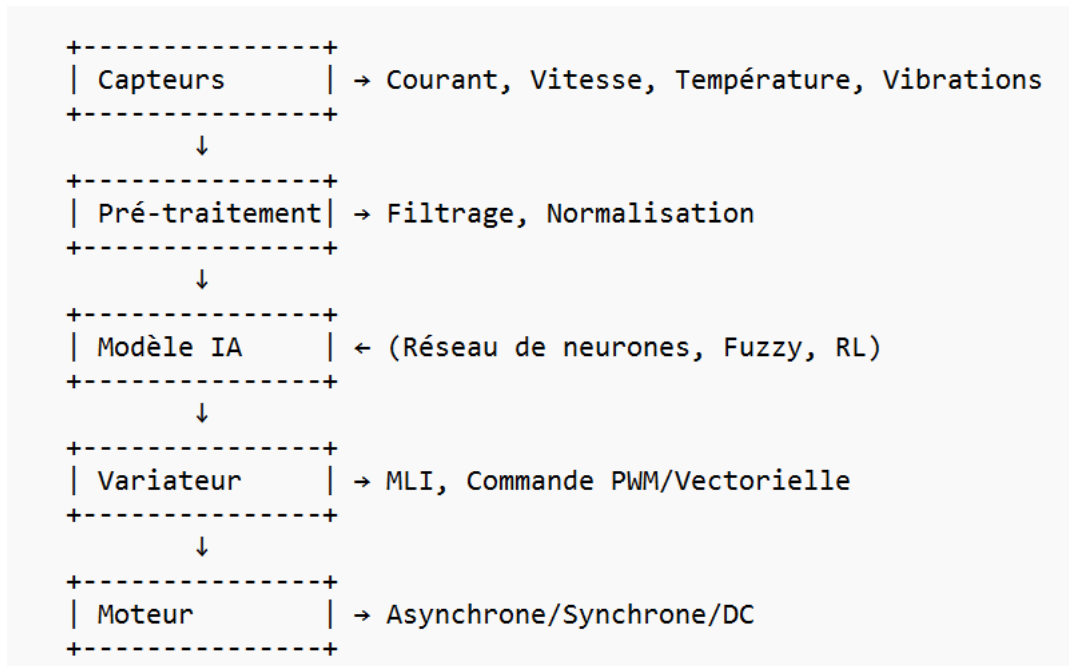 +---------------+
| Capteurs      | → Courant, Vitesse, Température, Vibrations
+---------------+
        ↓
+---------------+
| Pré-traitement| → Filtrage, Normalisation
+---------------+
        ↓
+---------------+
| Modèle IA     | ← (Réseau de neurones, Fuzzy, RL)
+---------------+
        ↓
+---------------+
| Variateur     | → MLI, Commande PWM/Vectorielle
+---------------+
        ↓
+---------------+
| Moteur        | → Asynchrone/Synchrone/DC
+---------------+